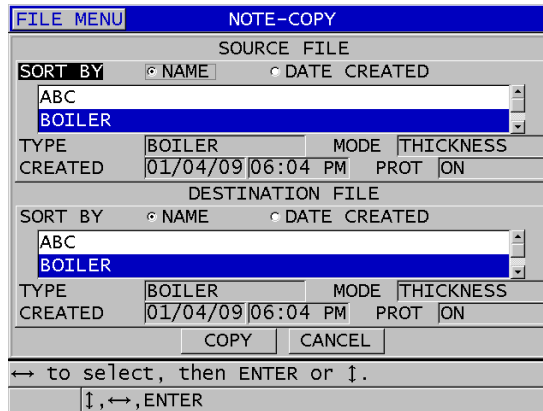 FILE MENU NOTE-COPY
SOURCE FILE
SORT BY NAME DATE CREATED
ABC
BOILER
TYPE BOILER MODE THICKNESS
CREATED 01/04/09 06:04 PM PROT ON
DESTINATION FILE
SORT BY NAME DATE CREATED
ABC
BOILER
TYPE BOILER MODE THICKNESS
CREATED 01/04/09 06:04 PM PROT ON
COPY CANCEL
↔ to select, then ENTER or ↕.
↕,↔,ENTER